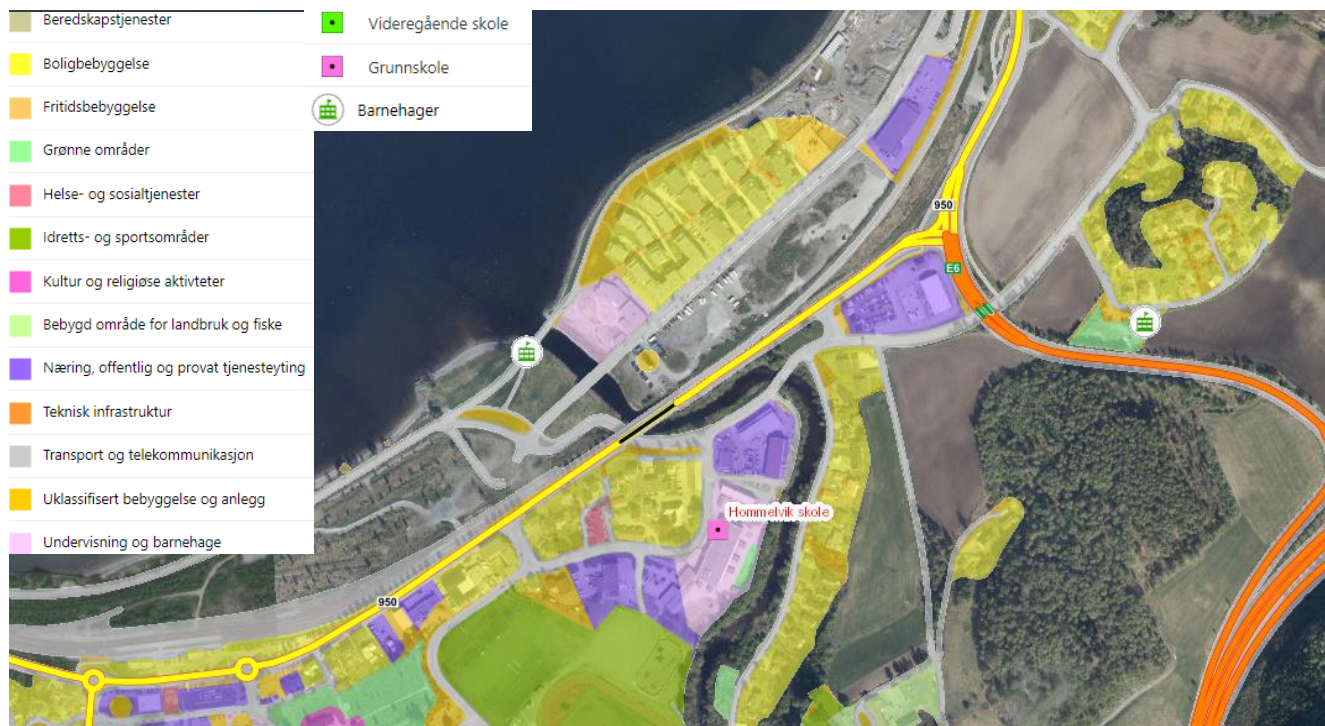 Beredskapstjenester
Boligbebyggelse
Fritidsbebyggelse
Grønne områder
Helse- og sosialtjenester
Idretts- og sportsområder
Kultur og religiøse aktivteter
Bebygd område for landbruk og fiske
Næring, offentlig og provat tjenesteyting
Teknisk infrastruktur
Transport og telekommunikasjon
Uklassifisert bebyggelse og anlegg
Undervisning og barnehage
Videregående skole
Grunnskole
Barnehager
950
E6
Hommelvik skole
950